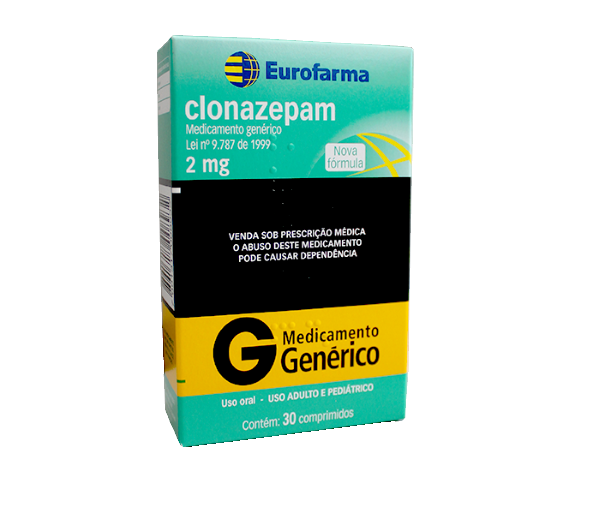 Eurofarma
clonazepam
Medicamento genérico
Lei nº 9.787 de 1999
2 mg
Nova
fórmula
VENDA SOB PRESCRIÇÃO MÉDICA
O ABUSO DESTE MEDICAMENTO
PODE CAUSAR DEPENDÊNCIA
G Medicamento
Genérico
Uso oral - USO ADULTO E PEDIÁTRICO
Contém: 30 comprimidos